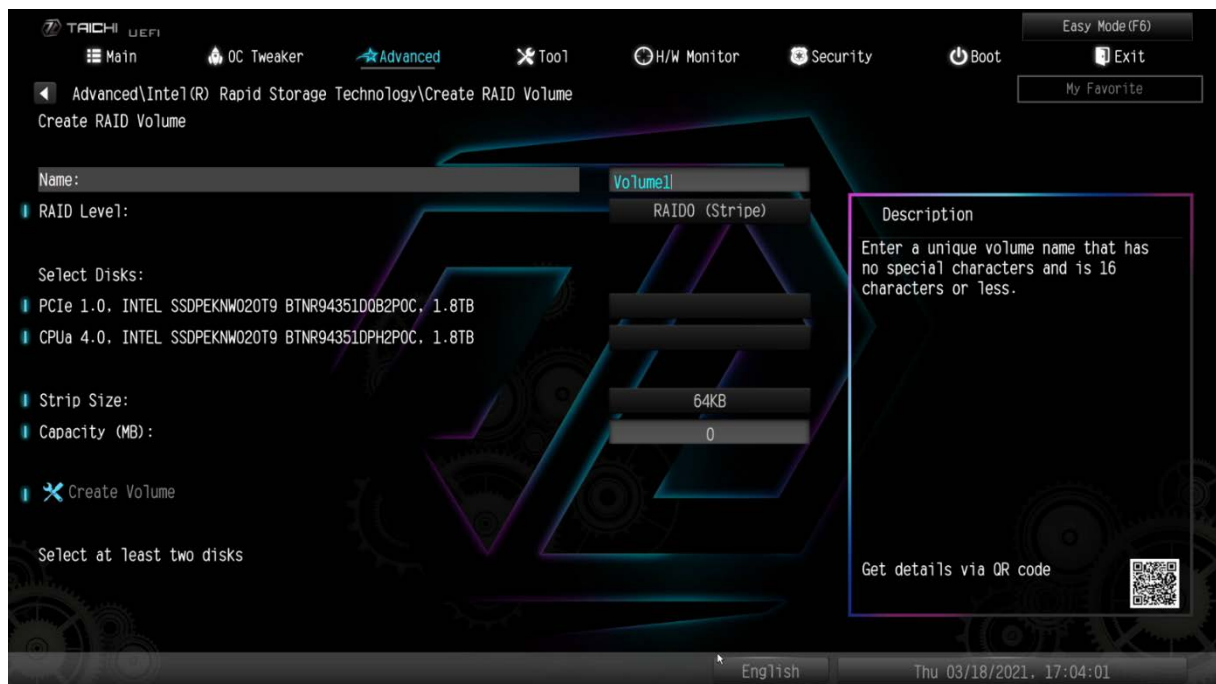 TAICHI UEFI
Easy Mode(F6)
Main OC Tweaker Advanced Tool H/W Monitor Security Boot Exit
Advanced\Intel(R) Rapid Storage Technology\Create RAID Volume
My Favorite
Create RAID Volume
Name: Volume1
RAID Level: RAID0 (Stripe)
Description
Enter a unique volume name that has
no special characters and is 16
characters or less.
Select Disks:
PCIe 1.0, INTEL SSDPEKNW020T9 BTNR94351DQB2P0C, 1.8TB
CPUa 4.0, INTEL SSDPEKNW020T9 BTNR94351DPH2P0C, 1.8TB
Strip Size: 64KB
Capacity (MB): 0
Create Volume
Select at least two disks
Get details via QR code
English Thu 03/18/2021, 17:04:01